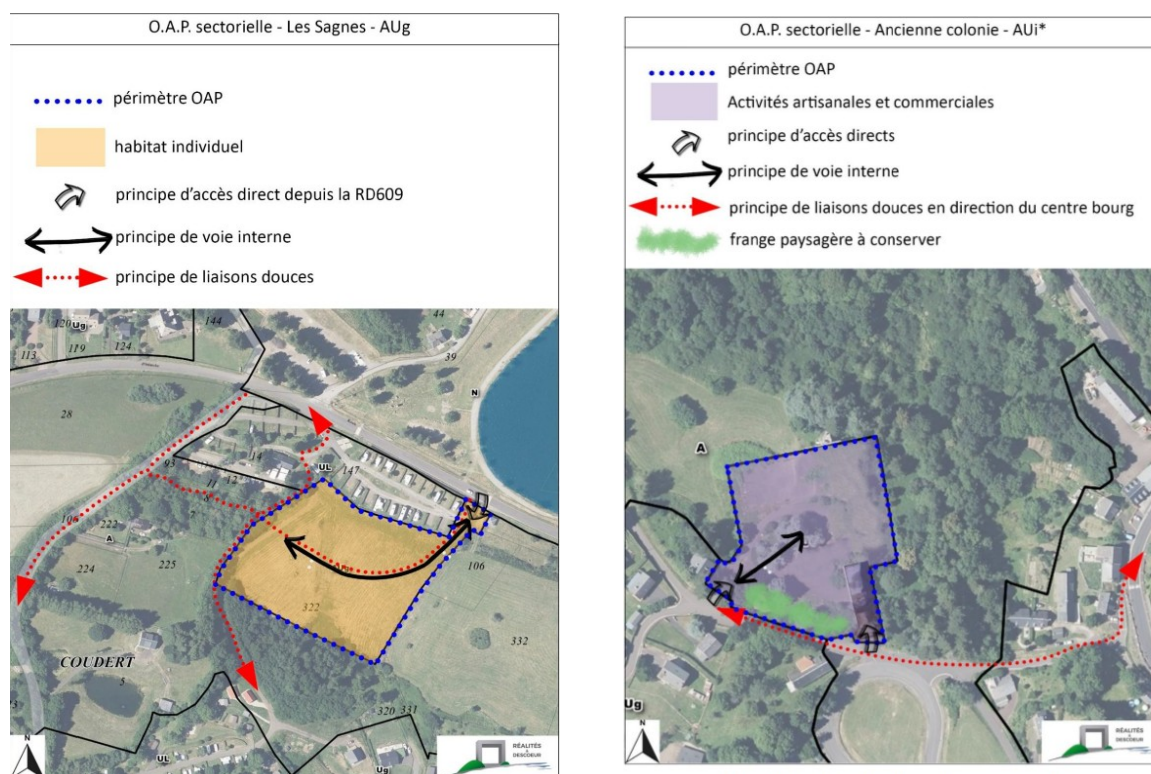 O.A.P. sectorielle - Les Sagnes - AUg
périmètre OAP
habitat individuel
principe d'accès direct depuis la RD609
principe de voie interne
principe de liaisons douces
120
Ug
119
113
124
144
44
39
N
28
93
14
11
12
UL
147
8
106
222
A
224
225
106
322
332
COUDERT
5
320
331
UL
Ug
N
RÉALITÉS
DESCOEUR
O.A.P. sectorielle - Ancienne colonie - AUi*
périmètre OAP
Activités artisanales et commerciales
principe d'accès directs
principe de voie interne
principe de liaisons douces en direction du centre bourg
frange paysagère à conserver
A
Ug
N
RÉALITÉS
DESCOEUR